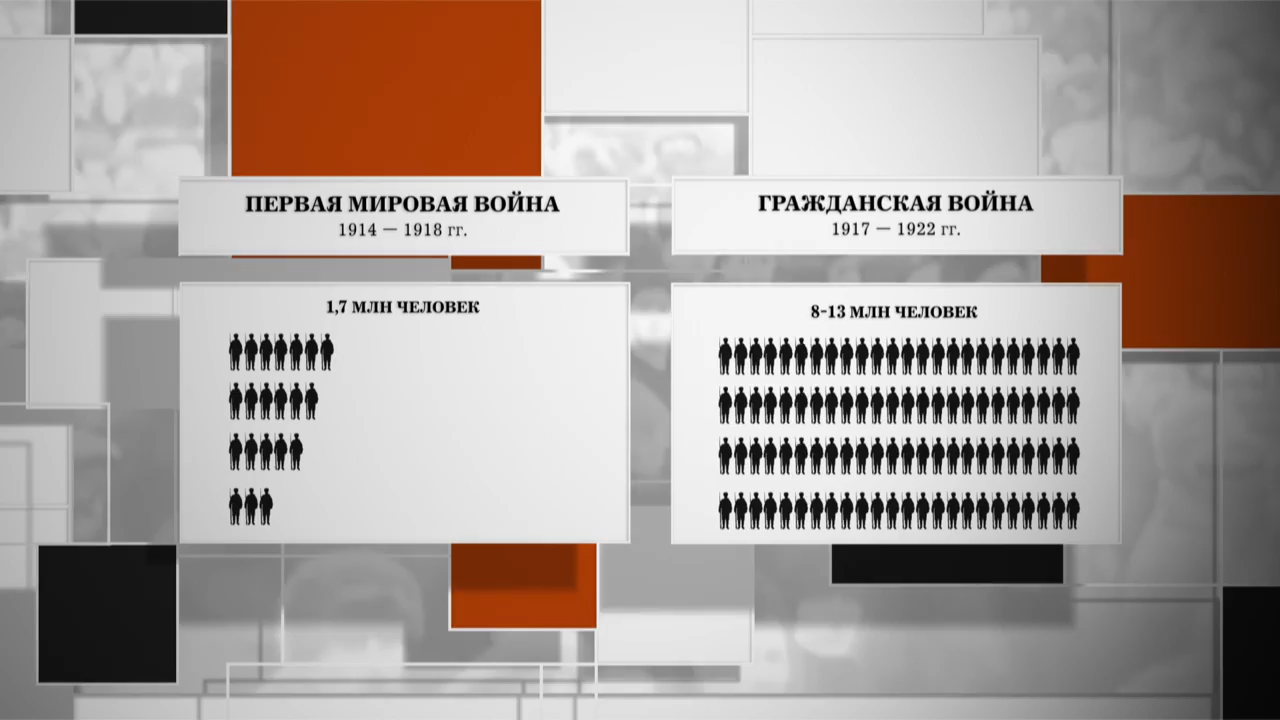 ПЕРВАЯ МИРОВАЯ ВОЙНА
1914 — 1918 гг.
1,7 МЛН ЧЕЛОВЕК
ГРАЖДАНСКАЯ ВОЙНА
1917 — 1922 гг.
8-13 МЛН ЧЕЛОВЕК